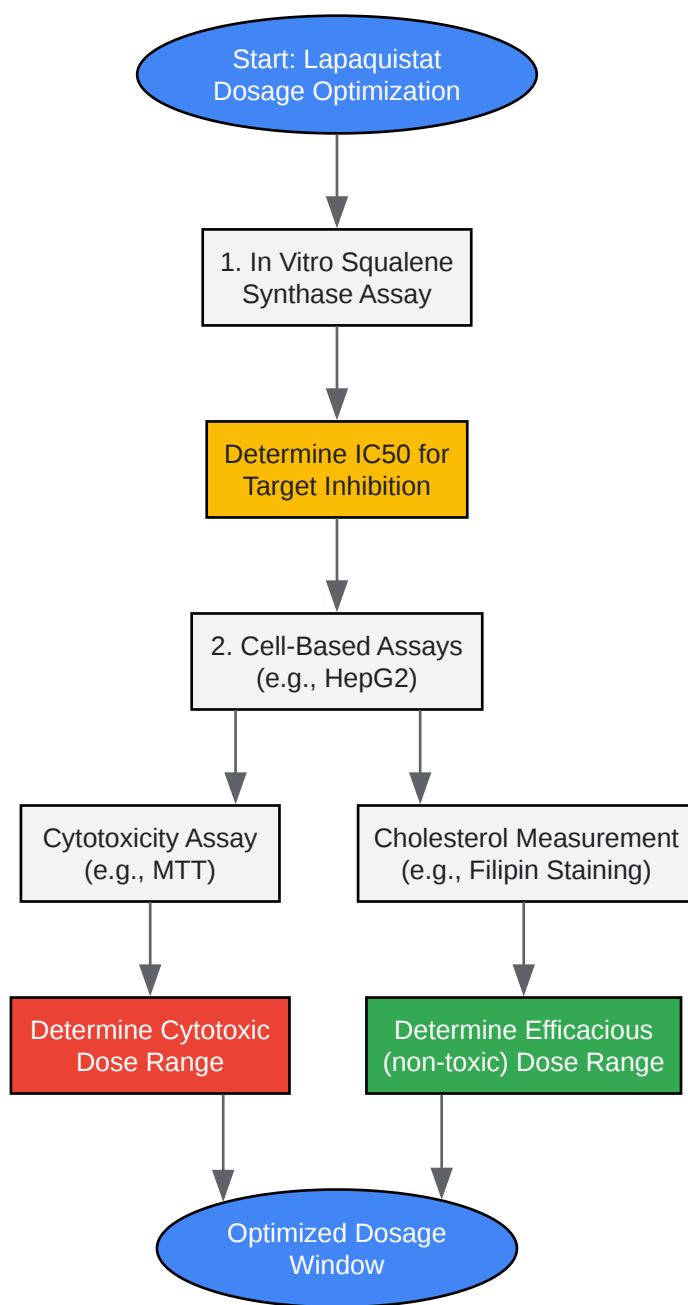 Start: Lapaquistat
Dosage Optimization
1. In Vitro Squalene
Synthase Assay
Determine IC50 for
Target Inhibition
2. Cell-Based Assays
(e.g., HepG2)
Cytotoxicity Assay
(e.g., MTT)
Cholesterol Measurement
(e.g., Filipin Staining)
Determine Cytotoxic
Dose Range
Determine Efficacious
(non-toxic) Dose Range
Optimized Dosage
Window